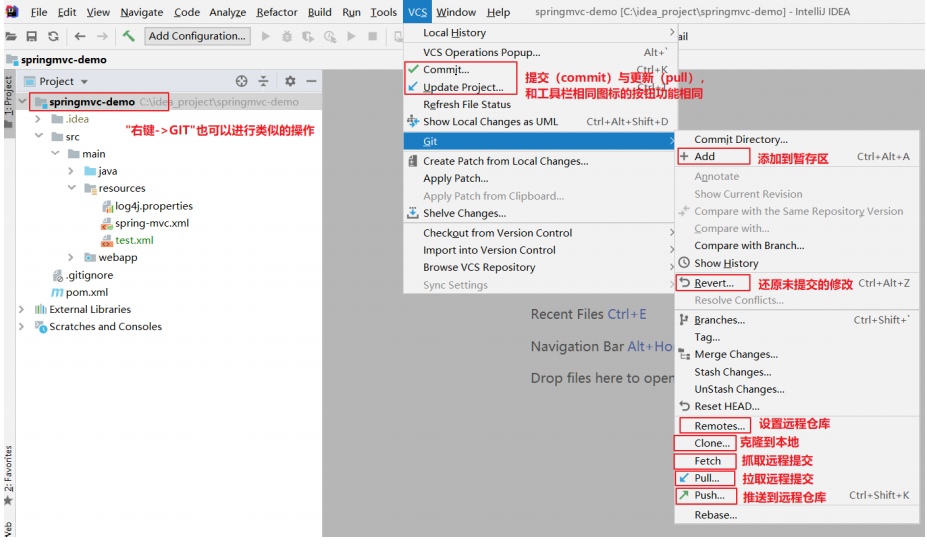 File Edit View Navigate Code Analyze Refactor Build Run Tools VCS Window Help springmvc-demo [C:\idea_project\springmvc-demo] - IntelliJ IDEA
Add Configuration...
springmvc-demo
1: Project
Project
springmvc-demo C:\idea_project\springmvc-demo
.idea
"右键->GIT"也可以进行类似的操作
src
main
java
resources
log4j.properties
spring-mvc.xml
test.xml
webapp
.gitignore
pom.xml
External Libraries
Scratches and Consoles
2: Favorites
Local History
VCS Operations Popup... Alt+`
Commit... Ctrl+K
Update Project...
提交（commit）与更新（pull），
和工具栏相同图标的按钮功能相同
Refresh File Status
Show Local Changes as UML Ctrl+Alt+Shift+D
Git
Create Patch from Local Changes...
Apply Patch...
Apply Patch from Clipboard...
Shelve Changes...
Checkout from Version Control
Import into Version Control
Browse VCS Repository
Sync Settings
Recent Files Ctrl+E
Navigation Bar Alt+Ho
Drop files here to open
Commit Directory...
Add 添加到暂存区 Ctrl+Alt+A
Annotate
Show Current Revision
Compare with the Same Repository Version
Compare with...
Compare with Branch...
Show History
Revert... 还原未提交的修改 Ctrl+Alt+Z
Resolve Conflicts...
Branches... Ctrl+Shift+`
Tag...
Merge Changes...
Stash Changes...
UnStash Changes...
Reset HEAD...
Remotes... 设置远程仓库
Clone... 克隆到本地
Fetch 抓取远程提交
Pull... 拉取远程提交
Push... 推送到远程仓库 Ctrl+Shift+K
Rebase...